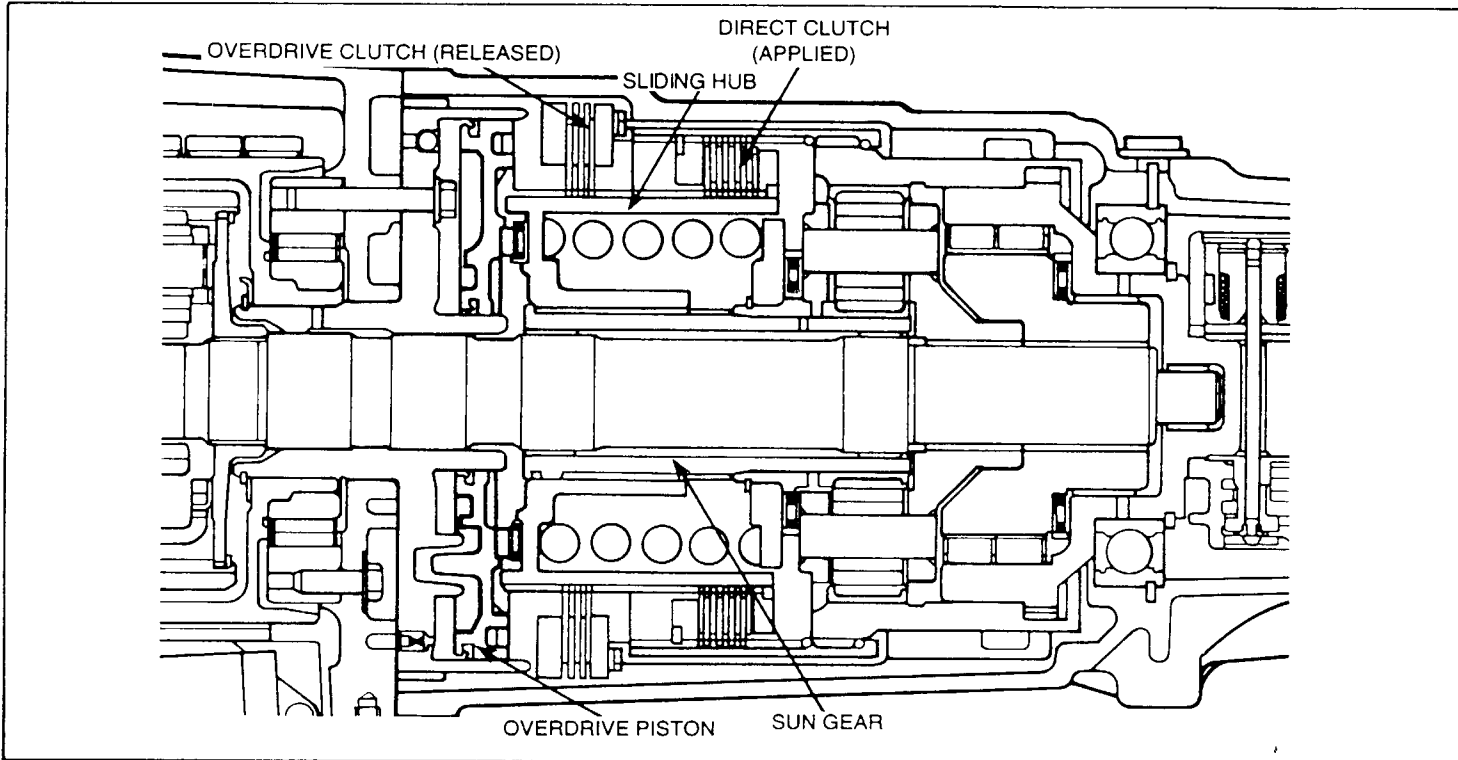 DIRECT CLUTCH
(APPLIED)
OVERDRIVE CLUTCH (RELEASED)
SLIDING HUB
OVERDRIVE PISTON
SUN GEAR